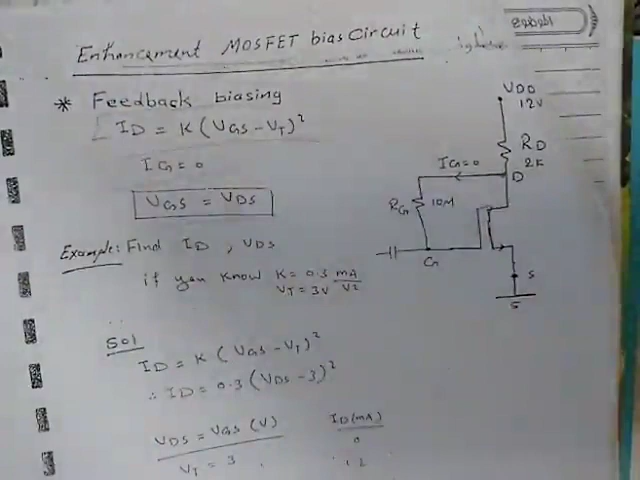 Enhancement MOSFET bias Circuit
* Feedback biasing
ID = K (VGS - VT)²
IG = 0
VGS = VDS
Example: Find ID, VDS
if you know K = 0.3 mA/V²
VT = 3V
VDD
12V
RD
2K
IG=0
D
RG 10M
G
S
Sol
ID = K (VGS - VT)²
∴ ID = 0.3 (VDS - 3)²
VDS = VGS (V) ID (mA)
VT = 3 0